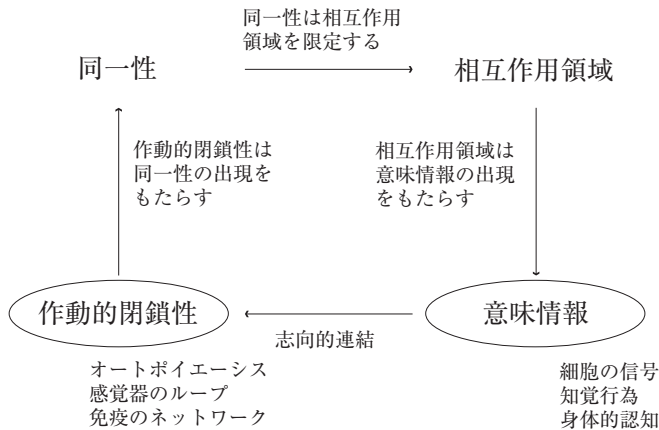 同一性は相互作用
領域を限定する
同一性
相互作用領域
作動的閉鎖性は
同一性の出現を
もたらす
相互作用領域は
意味情報の出現
をもたらす
作動的閉鎖性
志向的連結
意味情報
オートポイエーシス
感覚器のループ
免疫のネットワーク
細胞の信号
知覚行為
身体的認知